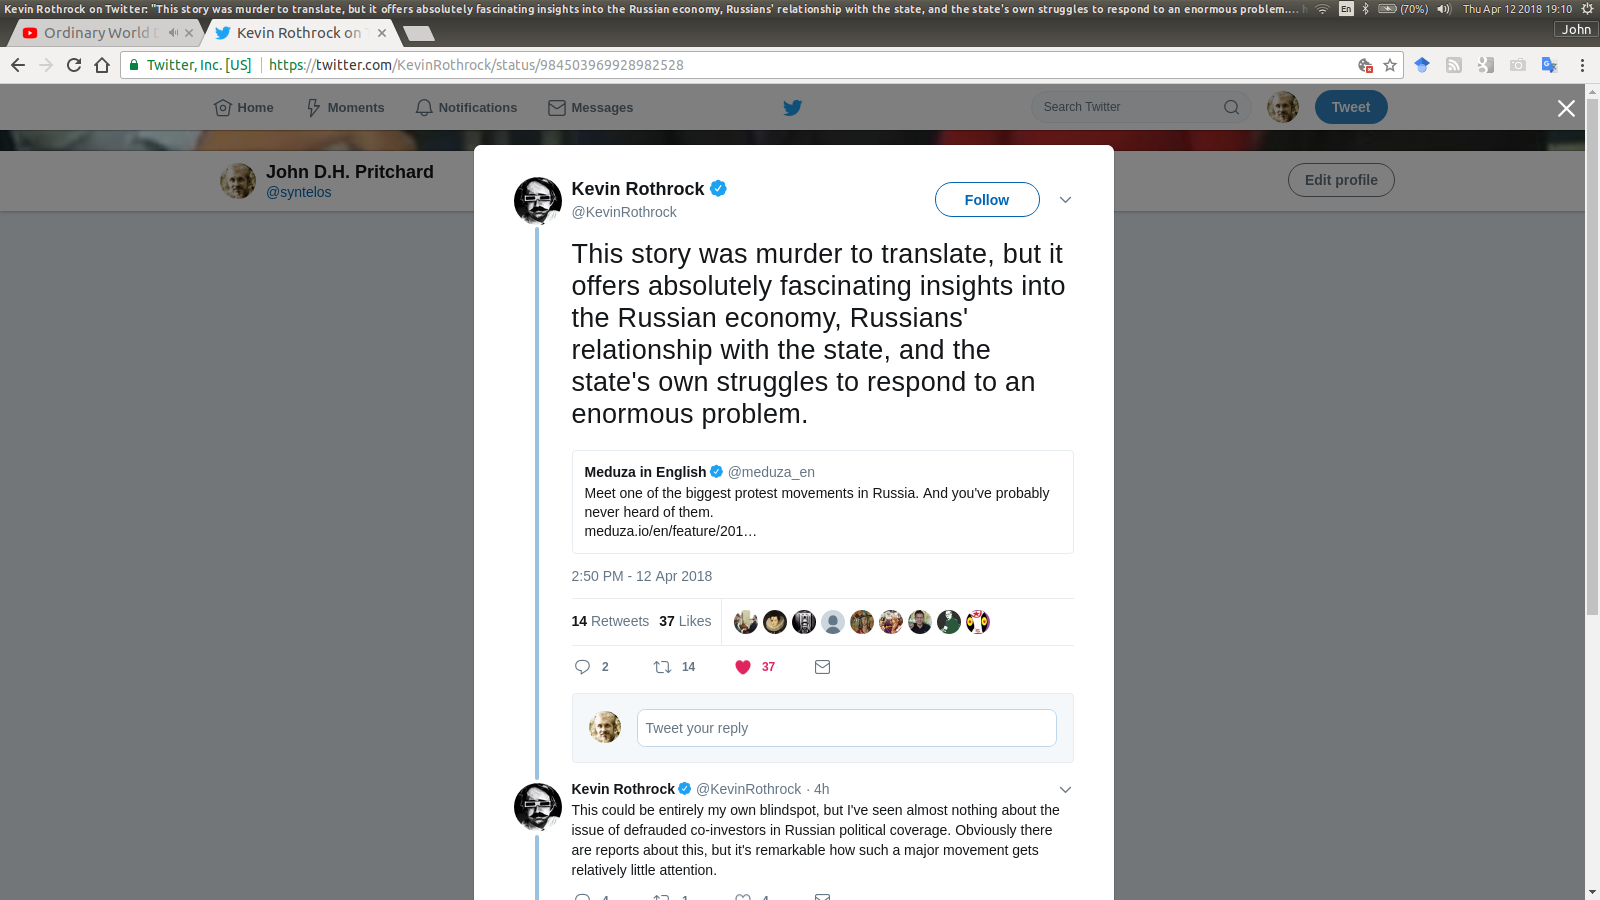 Kevin Rothrock on Twitter: "This story was murder to translate, but it offers absolutely fascinating insights into the Russian economy, Russians' relationship with the state, and the state's own struggles to respond to an enormous problem....
En
(70%)
Thu Apr 12 2018 19:10
Ordinary World
Kevin Rothrock on
John
Twitter, Inc. [US]
https://twitter.com/KevinRothrock/status/984503969928982528
Home
Moments
Notifications
Messages
Search Twitter
Tweet
John D.H. Pritchard
@syntelos
Edit profile
Kevin Rothrock
@KevinRothrock
Follow
This story was murder to translate, but it
offers absolutely fascinating insights into
the Russian economy, Russians'
relationship with the state, and the
state's own struggles to respond to an
enormous problem.
Meduza in English @meduza_en
Meet one of the biggest protest movements in Russia. And you've probably
never heard of them.
meduza.io/en/feature/201…
2:50 PM - 12 Apr 2018
14 Retweets 37 Likes
2 14 37
Tweet your reply
Kevin Rothrock @KevinRothrock · 4h
This could be entirely my own blindspot, but I've seen almost nothing about the
issue of defrauded co-investors in Russian political coverage. Obviously there
are reports about this, but it's remarkable how such a major movement gets
relatively little attention.